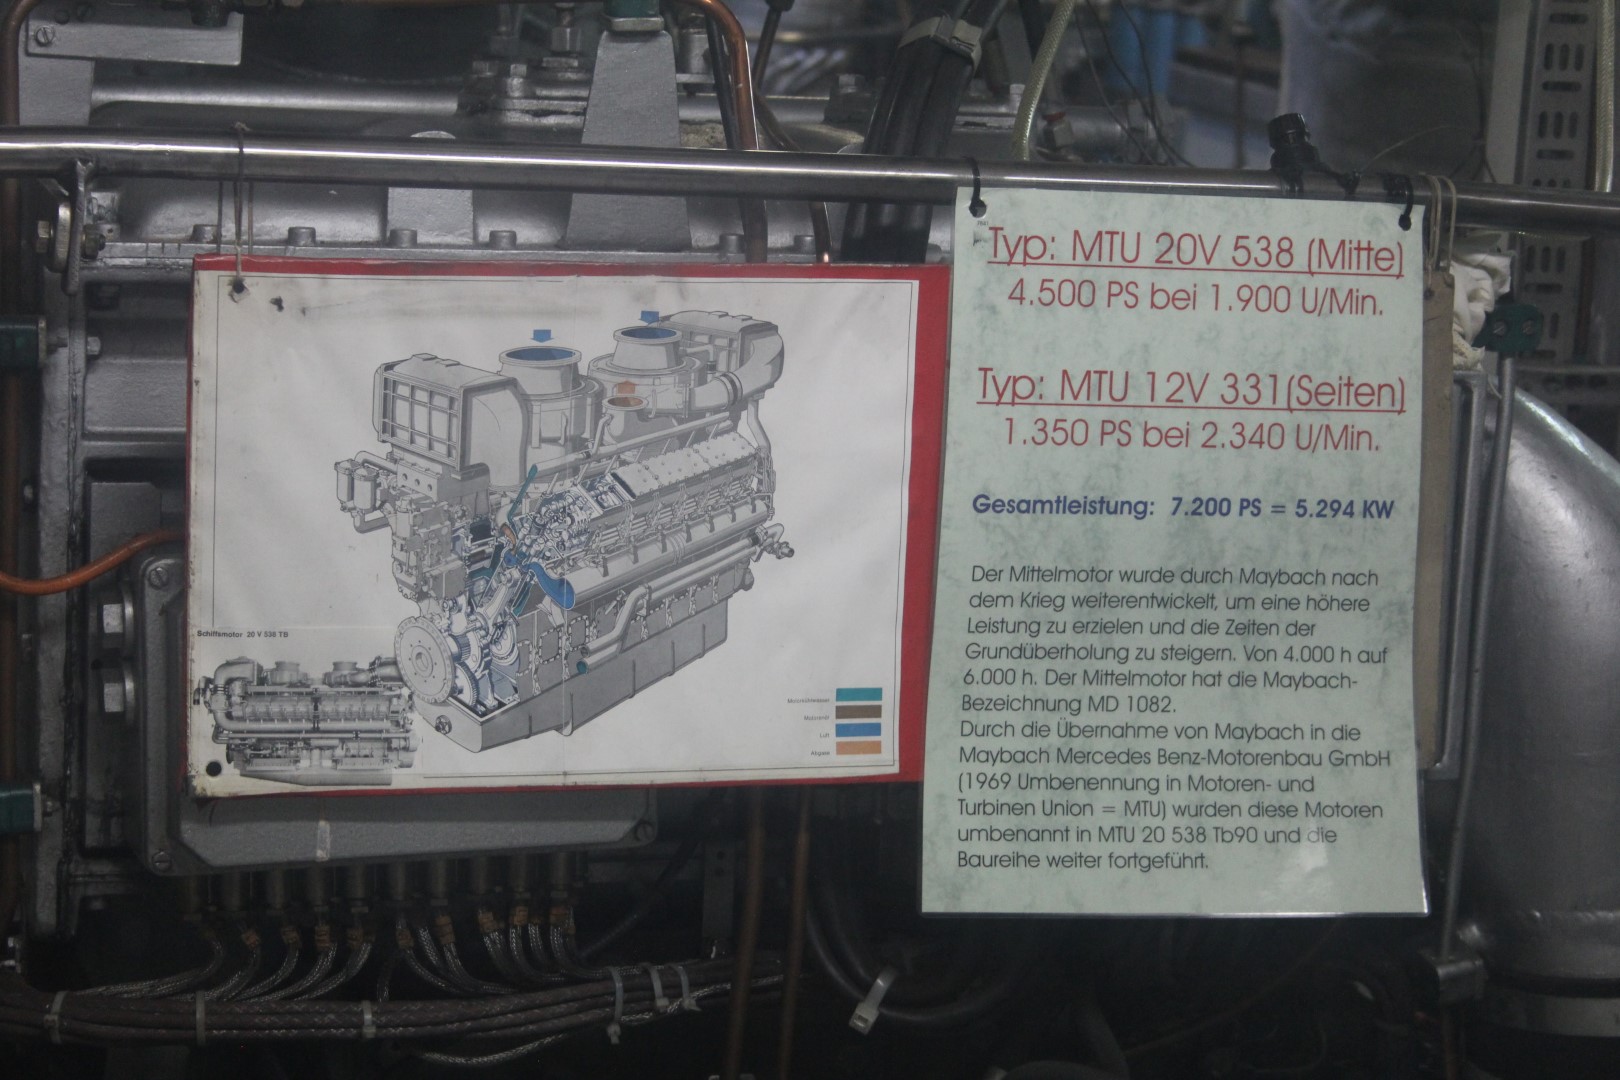 Schiffsmotor 20 V 538 TB
Motorkühlwasser
Motorenöl
Luft
Abgase
Typ: MTU 20V 538 (Mitte)
4.500 PS bei 1.900 U/Min.
Typ: MTU 12V 331(Seiten)
1.350 PS bei 2.340 U/Min.
Gesamtleistung: 7.200 PS = 5.294 KW
Der Mittelmotor wurde durch Maybach nach
dem Krieg weiterentwickelt, um eine höhere
Leistung zu erzielen und die Zeiten der
Grundüberholung zu steigern. Von 4.000 h auf
6.000 h. Der Mittelmotor hat die Maybach-
Bezeichnung MD 1082.
Durch die Übernahme von Maybach in die
Maybach Mercedes Benz-Motorenbau GmbH
(1969 Umbenennung in Motoren- und
Turbinen Union = MTU) wurden diese Motoren
umbenannt in MTU 20 538 Tb90 und die
Baureihe weiter fortgeführt.